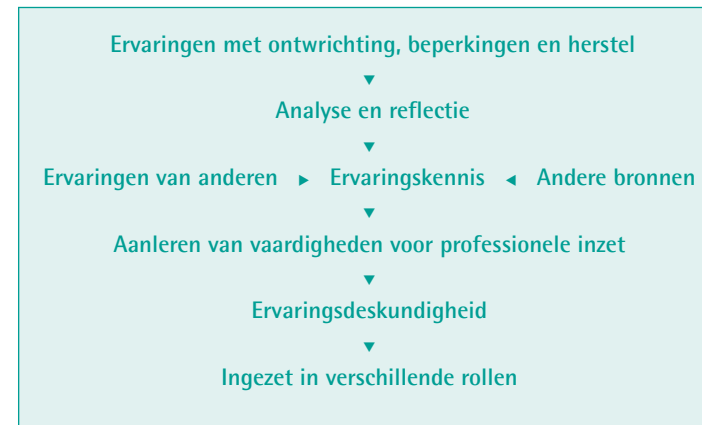 Ervaringen met ontwrichting, beperkingen en herstel
▼
Analyse en reflectie
▼
Ervaringen van anderen ► Ervaringskennis ◄ Andere bronnen
▼
Aanleren van vaardigheden voor professionele inzet
▼
Ervaringsdeskundigheid
▼
Ingezet in verschillende rollen